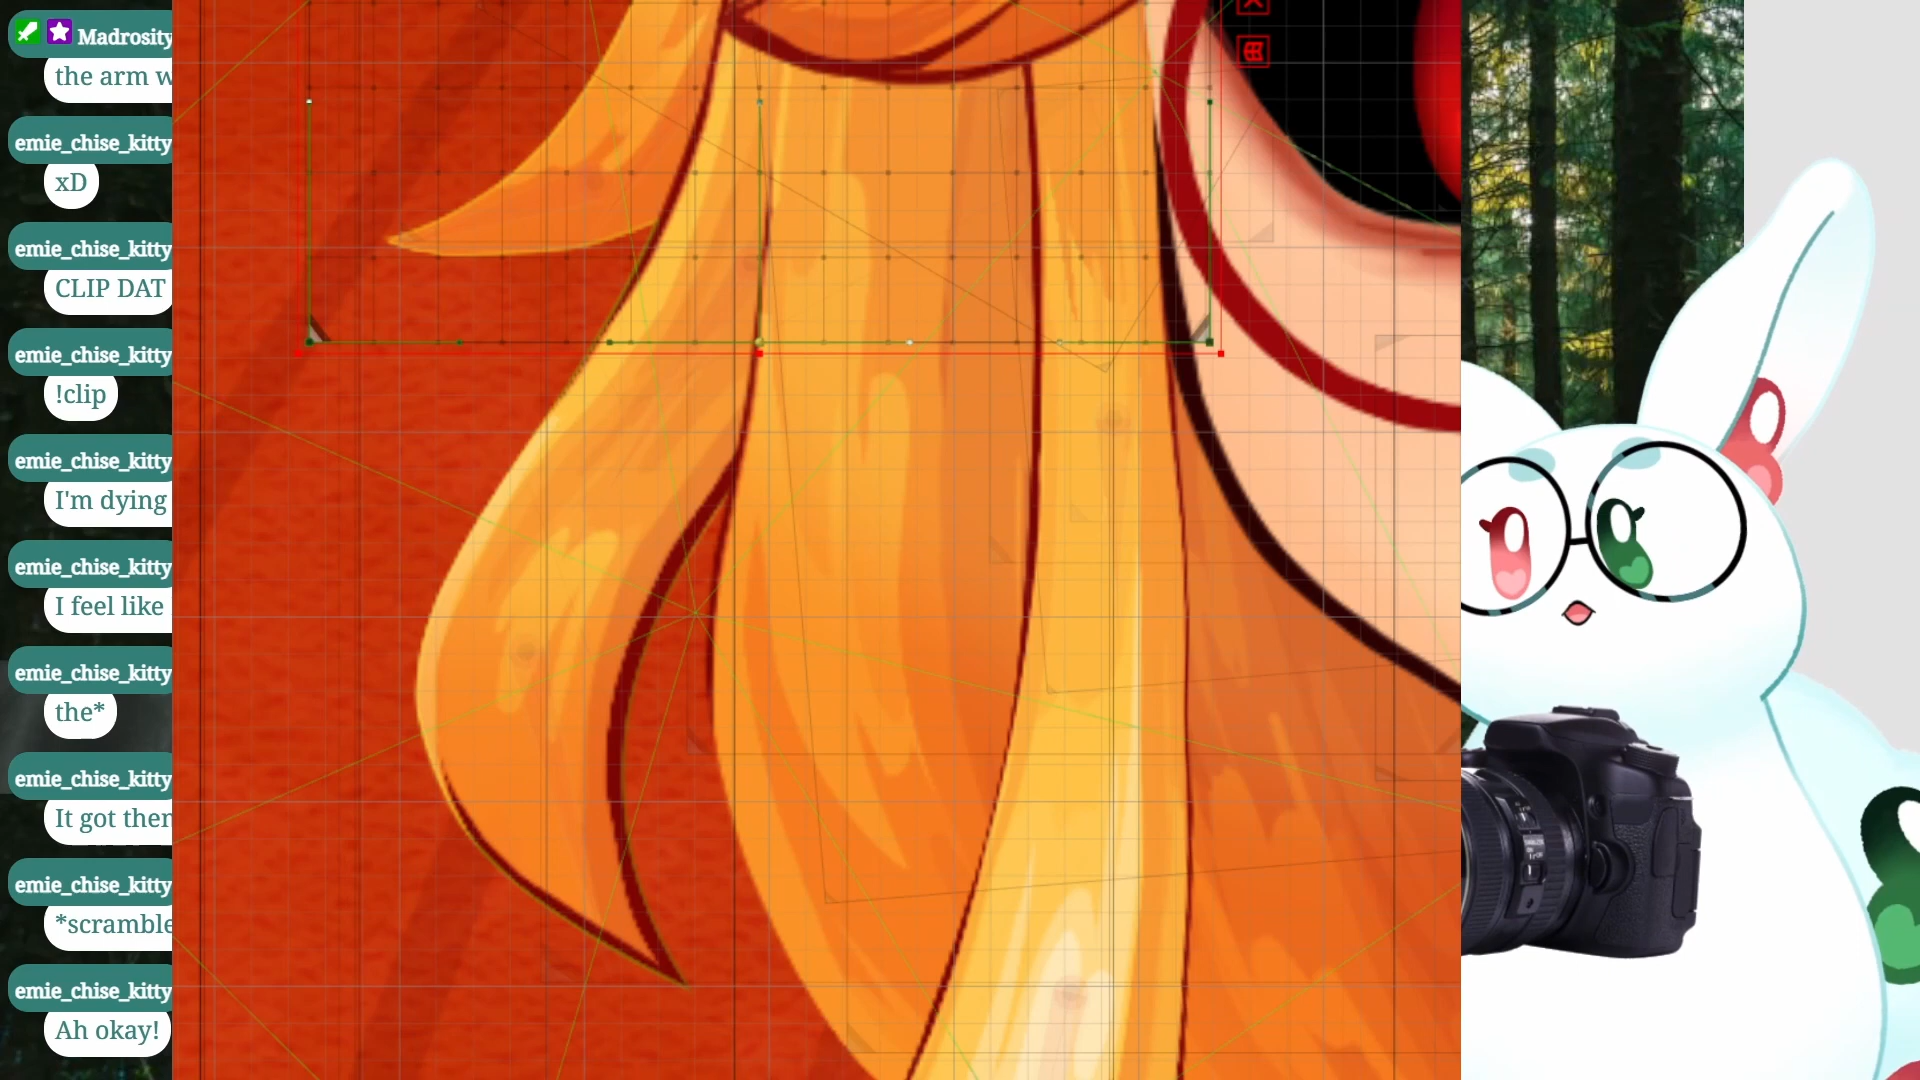 Madrosity
the arm w
emie_chise_kitty
xD
emie_chise_kitty
CLIP DAT
emie_chise_kitty
!clip
emie_chise_kitty
I'm dying
emie_chise_kitty
I feel like
emie_chise_kitty
the*
emie_chise_kitty
It got then
emie_chise_kitty
*scramble
emie_chise_kitty
Ah okay!